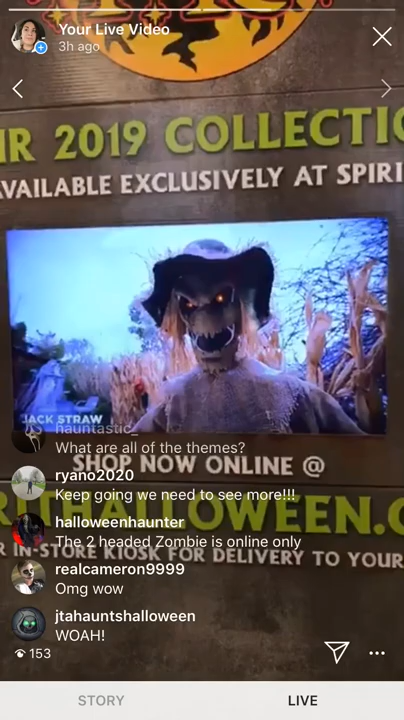 Your Live Video
3h ago
R 2019 COLLECTIO
AVAILABLE EXCLUSIVELY AT SPIRI
JACK STRAW
hauntastic_
What are all of the themes?
SHOP NOW ONLINE @
ryano2020
Keep going we need to see more!!!
RITHALLOWEEN.C
halloweenhaunter
The 2 headed Zombie is online only
R IN-STORE KIOSK FOR DELIVERY TO YOUR
realcameron9999
Omg wow
jtahauntshalloween
WOAH!
153
STORY
LIVE